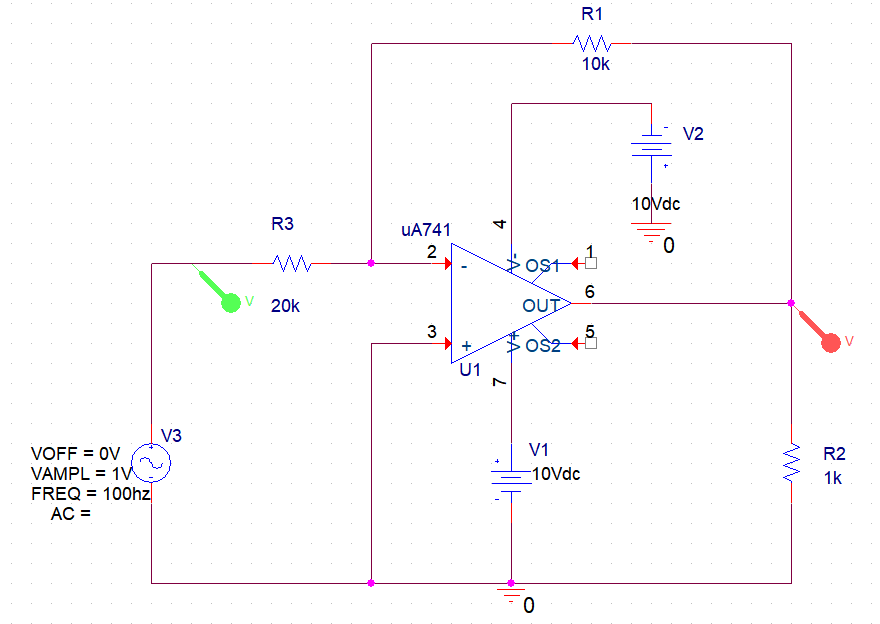 R1
10k
V2
10Vdc
0
R3
20k
V
uA741
2
-
3
+
U1
4
V-
OS1
1
OUT
6
V+
OS2
5
7
V
V3
VOFF = 0V
VAMPL = 1V
FREQ = 100hz
AC =
V1
10Vdc
R2
1k
0